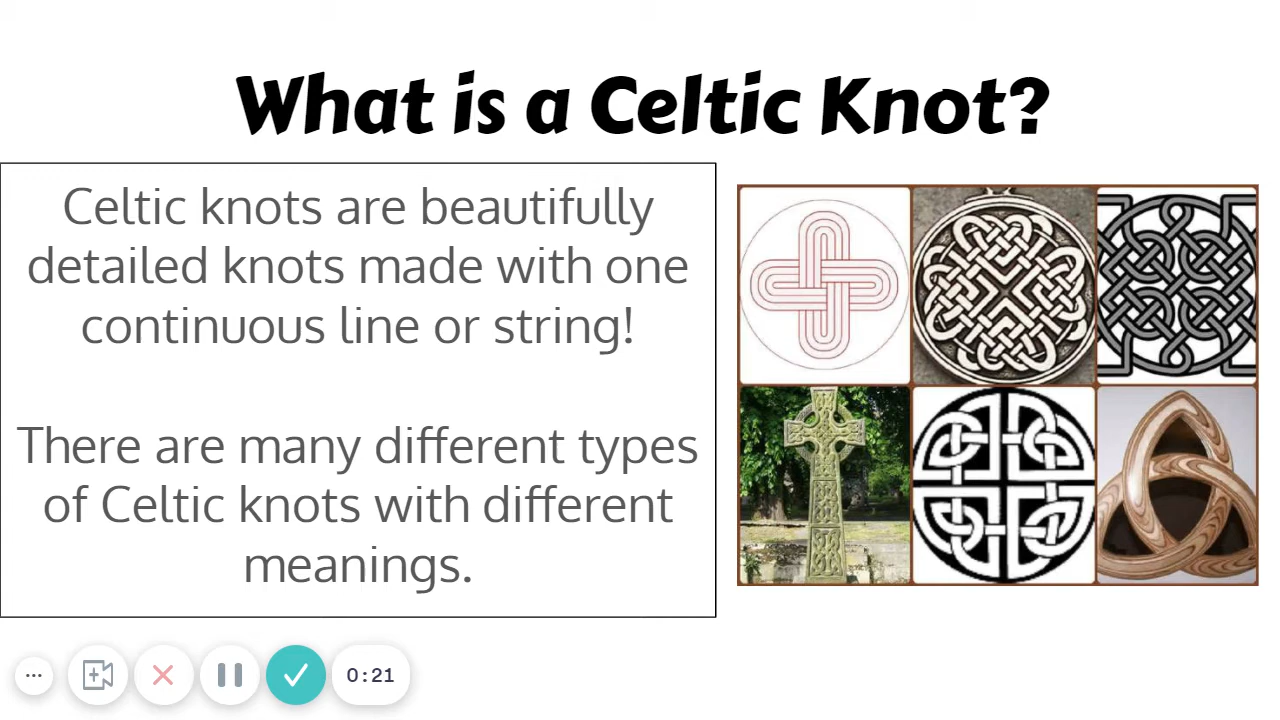 What is a Celtic Knot?
Celtic knots are beautifully
detailed knots made with one
continuous line or string!
There are many different types
of Celtic knots with different
meanings.
0:21